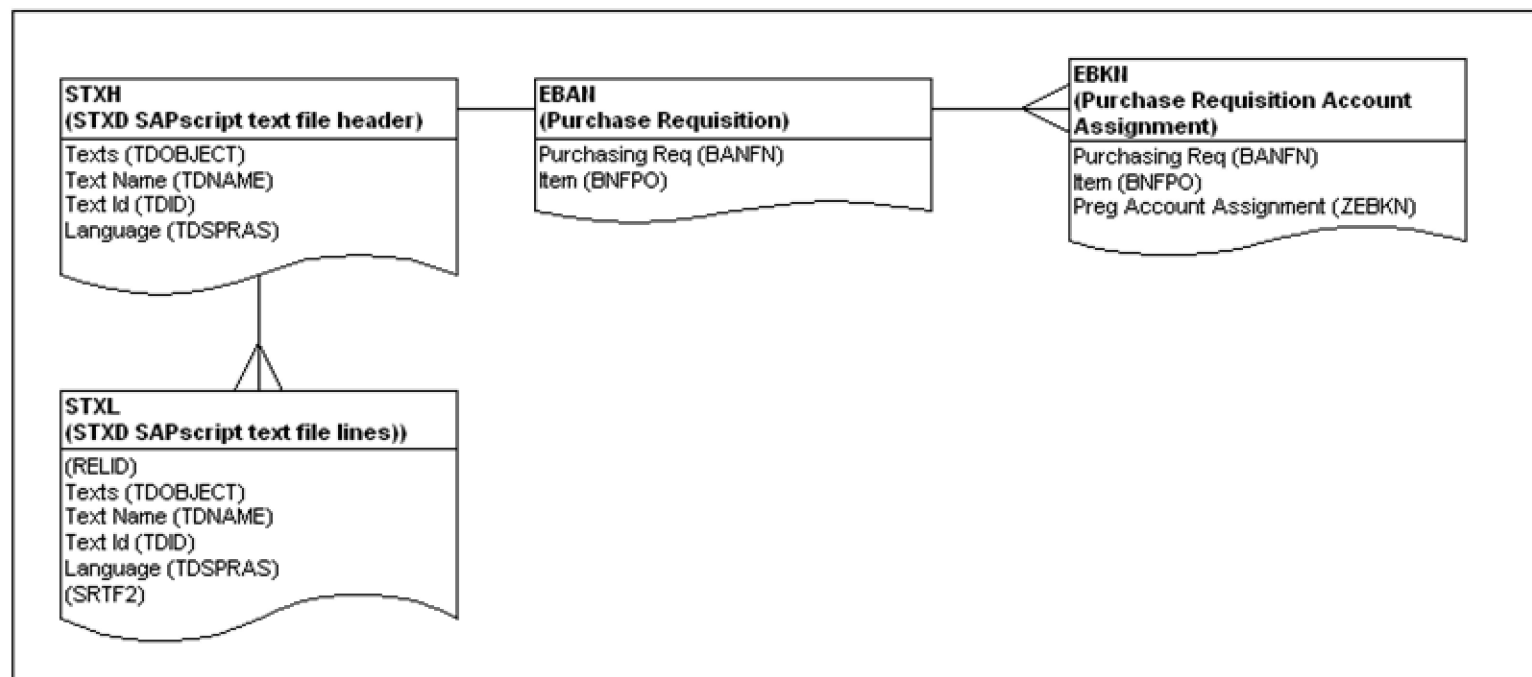 STXH
(STXD SAPscript text file header)
Texts (TDOBJECT)
Text Name (TDNAME)
Text Id (TDID)
Language (TDSPRAS)
EBAN
(Purchase Requisition)
Purchasing Req (BANFN)
Item (BNFPO)
EBKN
(Purchase Requisition Account
Assignment)
Purchasing Req (BANFN)
Item (BNFPO)
Preq Account Assignment (ZEBKN)
STXL
(STXD SAPscript text file lines))
(RELID)
Texts (TDOBJECT)
Text Name (TDNAME)
Text Id (TDID)
Language (TDSPRAS)
(SRTF2)